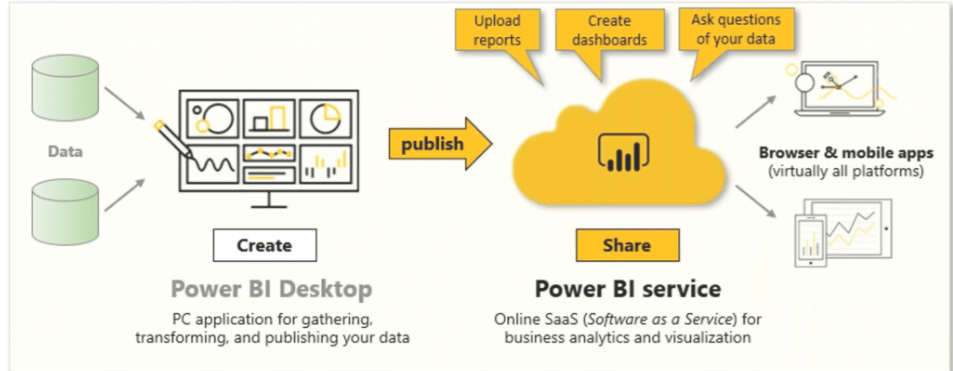 Upload
reports
Create
dashboards
Ask questions
of your data
Data
publish
Browser & mobile apps
(virtually all platforms)
Create
Share
Power BI Desktop
PC application for gathering,
transforming, and publishing your data
Power BI service
Online SaaS (Software as a Service) for
business analytics and visualization